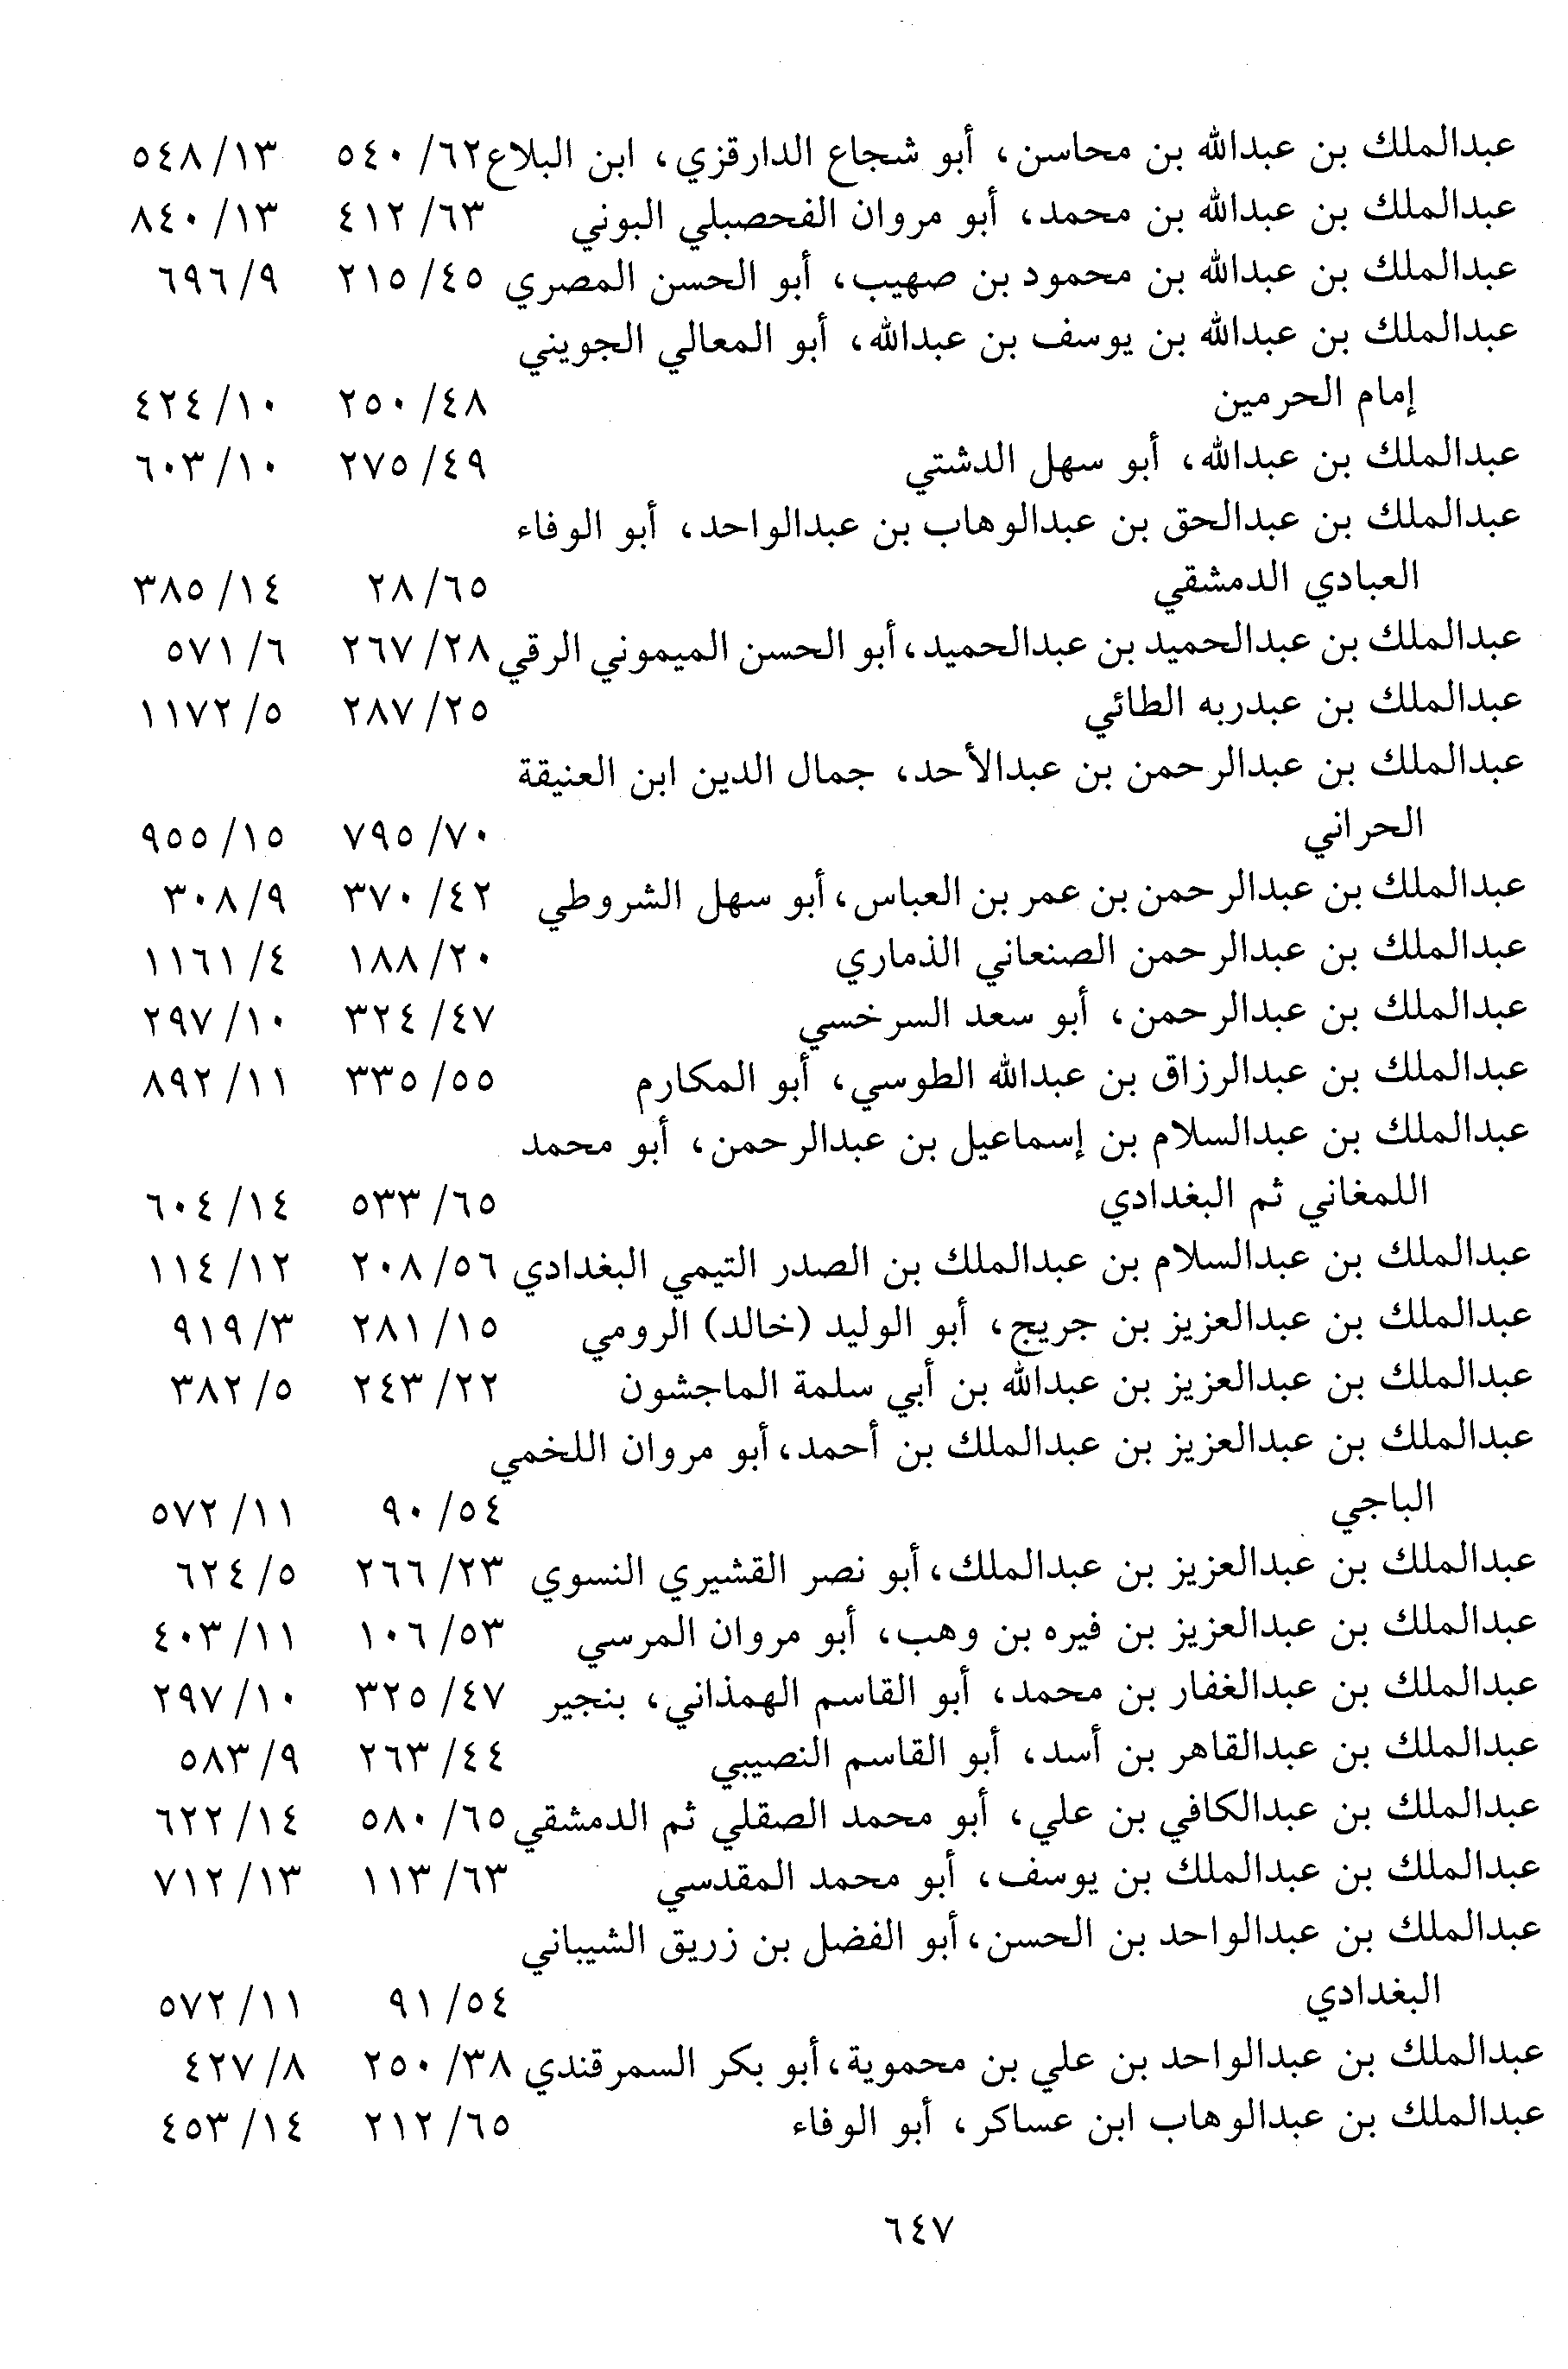 عبدالملك بن عبدالله بن محاسن، أبو شجاع الدارقزي، ابن البلاع ٦٢/ ٥٤٠ ١٣/ ٥٤٨
عبدالملك بن عبدالله بن محمد، أبو مروان الفحصبلي البوني ٦٣/ ٤١٢ ١٣/ ٨٤٠
عبدالملك بن عبدالله بن محمود بن صهيب، أبو الحسن المصري ٤٥/ ٢١٥ ٩/ ٦٩٦
عبدالملك بن عبدالله بن يوسف بن عبدالله، أبو المعالي الجويني
إمام الحرمين ٤٨/ ٢٥٠ ١٠/ ٤٢٤
عبدالملك بن عبدالله، أبو سهل الدشتي ٤٩/ ٢٧٥ ١٠/ ٦٠٣
عبدالملك بن عبدالحق بن عبدالوهاب بن عبدالواحد، أبو الوفاء
العبادي الدمشقي ٦٥/ ٢٨ ١٤/ ٣٨٥
عبدالملك بن عبدالحميد بن عبدالحميد، أبو الحسن الميموني الرقي ٢٨/ ٢٦٧ ٦/ ٥٧١
عبدالملك بن عبدربه الطائي ٢٥/ ٢٨٧ ٥/ ١١٧٢
عبدالملك بن عبدالرحمن بن عبدالأحد، جمال الدين ابن العنيقة
الحراني ٧٠/ ٧٩٥ ١٥/ ٩٥٥
عبدالملك بن عبدالرحمن بن عمر بن العباس، أبو سهل الشروطي ٤٢/ ٣٧٠ ٩/ ٣٠٨
عبدالملك بن عبدالرحمن الصنعاني الذماري ٢٠/ ١٨٨ ٤/ ١١٦١
عبدالملك بن عبدالرحمن، أبو سعد السرخسي ٤٧/ ٣٢٤ ١٠/ ٢٩٧
عبدالملك بن عبدالرزاق بن عبدالله الطوسي، أبو المكارم ٥٥/ ٣٣٥ ١١/ ٨٩٢
عبدالملك بن عبدالسلام بن إسماعيل بن عبدالرحمن، أبو محمد
اللمغاني ثم البغدادي ٦٥/ ٥٣٣ ١٤/ ٦٠٤
عبدالملك بن عبدالسلام بن عبدالملك بن الصدر التيمي البغدادي ٥٦/ ٢٠٨ ١٢/ ١١٤
عبدالملك بن عبدالعزيز بن جريج، أبو الوليد (خالد) الرومي ١٥/ ٢٨١ ٣/ ٩١٩
عبدالملك بن عبدالعزيز بن عبدالله بن أبي سلمة الماجشون ٢٢/ ٢٤٣ ٥/ ٣٨٢
عبدالملك بن عبدالعزيز بن عبدالملك بن أحمد، أبو مروان اللخمي
الباجي ٥٤/ ٩٠ ١١/ ٥٧٢
عبدالملك بن عبدالعزيز بن عبدالملك، أبو نصر القشيري النسوي ٢٣/ ٢٦٦ ٥/ ٦٢٤
عبدالملك بن عبدالعزيز بن فيره بن وهب، أبو مروان المرسي ٥٣/ ١٠٦ ١١/ ٤٠٣
عبدالملك بن عبدالغفار بن محمد، أبو القاسم الهمذاني، بنجير ٤٧/ ٣٢٥ ١٠/ ٢٩٧
عبدالملك بن عبدالقاهر بن أسد، أبو القاسم النصيبي ٤٤/ ٢٦٣ ٩/ ٥٨٣
عبدالملك بن عبدالكافي بن علي، أبو محمد الصقلي ثم الدمشقي ٦٥/ ٥٨٠ ١٤/ ٦٢٢
عبدالملك بن عبدالملك بن يوسف، أبو محمد المقدسي ٦٣/ ١١٣ ١٣/ ٧١٢
عبدالملك بن عبدالواحد بن الحسن، أبو الفضل بن زريق الشيباني
البغدادي ٥٤/ ٩١ ١١/ ٥٧٢
عبدالملك بن عبدالواحد بن علي بن محموية، أبو بكر السمرقندي ٣٨/ ٢٥٠ ٨/ ٤٢٧
عبدالملك بن عبدالوهاب ابن عساكر، أبو الوفاء ٦٥/ ٢١٢ ١٤/ ٤٥٣
٦٤٧